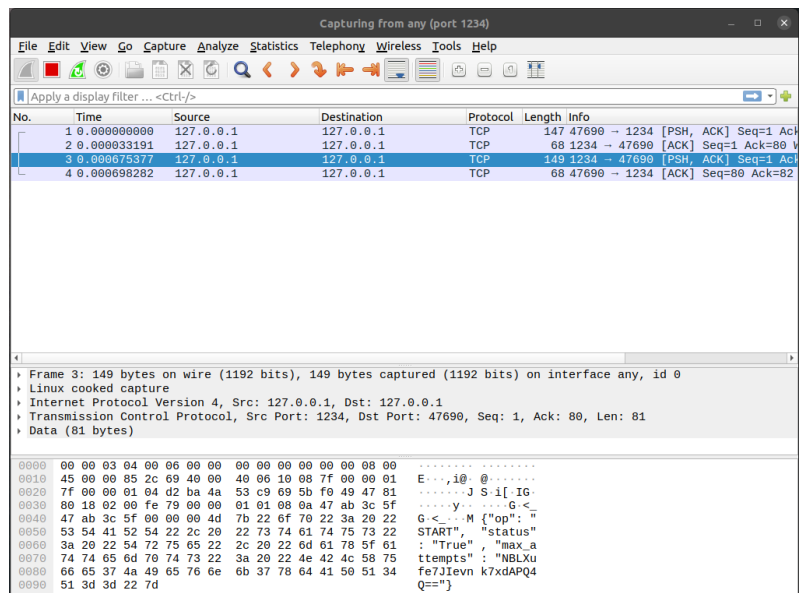 Capturing from any (port 1234)
File Edit View Go Capture Analyze Statistics Telephony Wireless Tools Help
Apply a display filter … <Ctrl-/>
No. Time Source Destination Protocol Length Info
1 0.000000000 127.0.0.1 127.0.0.1 TCP 147 47690 → 1234 [PSH, ACK] Seq=1 Ack
2 0.000033191 127.0.0.1 127.0.0.1 TCP 68 1234 → 47690 [ACK] Seq=1 Ack=80 W
3 0.000675377 127.0.0.1 127.0.0.1 TCP 149 1234 → 47690 [PSH, ACK] Seq=1 Ack
4 0.000698282 127.0.0.1 127.0.0.1 TCP 68 47690 → 1234 [ACK] Seq=80 Ack=82
Frame 3: 149 bytes on wire (1192 bits), 149 bytes captured (1192 bits) on interface any, id 0
Linux cooked capture
Internet Protocol Version 4, Src: 127.0.0.1, Dst: 127.0.0.1
Transmission Control Protocol, Src Port: 1234, Dst Port: 47690, Seq: 1, Ack: 80, Len: 81
Data (81 bytes)
0000 00 00 03 04 00 06 00 00 00 00 00 00 00 00 08 00 ········ ········
0010 45 00 00 85 2c 69 40 00 40 06 10 08 7f 00 00 01 E···,i@· @·······
0020 7f 00 00 01 04 d2 ba 4a 53 c9 69 5b f0 49 47 81 ·······J S·i[·IG·
0030 80 18 02 00 fe 79 00 00 01 01 08 0a 47 ab 3c 5f ·····y·· ····G·<_
0040 47 ab 3c 5f 00 00 00 4d 7b 22 6f 70 22 3a 20 22 G·<_···M {"op": "
0050 53 54 41 52 54 22 2c 20 22 73 74 61 74 75 73 22 START", "status"
0060 3a 20 22 54 72 75 65 22 2c 20 22 6d 61 78 5f 61 : "True" , "max_a
0070 74 74 65 6d 70 74 73 22 3a 20 22 4e 42 4c 58 75 ttempts" : "NBLXu
0080 66 65 37 4a 49 65 76 6e 6b 37 78 64 41 50 51 34 fe7JIevn k7xdAPQ4
0090 51 3d 3d 22 7d Q=="}